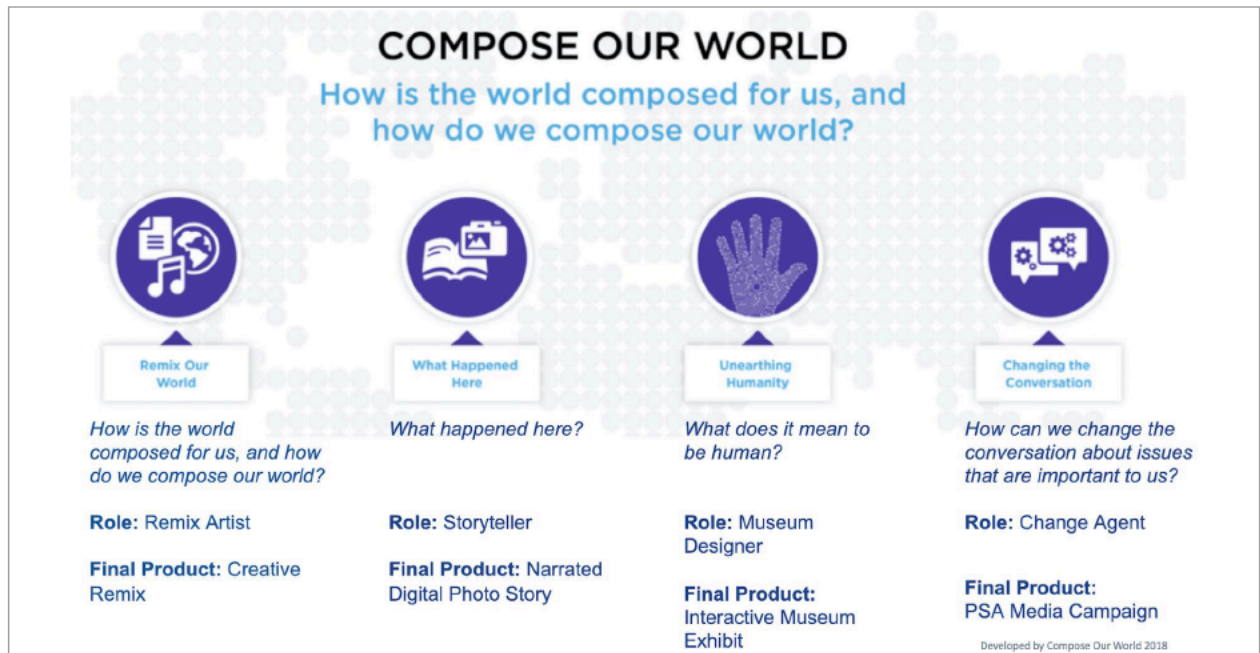 COMPOSE OUR WORLD
How is the world composed for us, and
how do we compose our world?
Remix Our
World
What Happened
Here
Unearthing
Humanity
Changing the
Conversation
How is the world
composed for us, and how
do we compose our world?
Role: Remix Artist
Final Product: Creative
Remix
What happened here?
Role: Storyteller
Final Product: Narrated
Digital Photo Story
What does it mean to
be human?
Role: Museum
Designer
Final Product:
Interactive Museum
Exhibit
How can we change the
conversation about issues
that are important to us?
Role: Change Agent
Final Product:
PSA Media Campaign
Developed by Compose Our World 2018